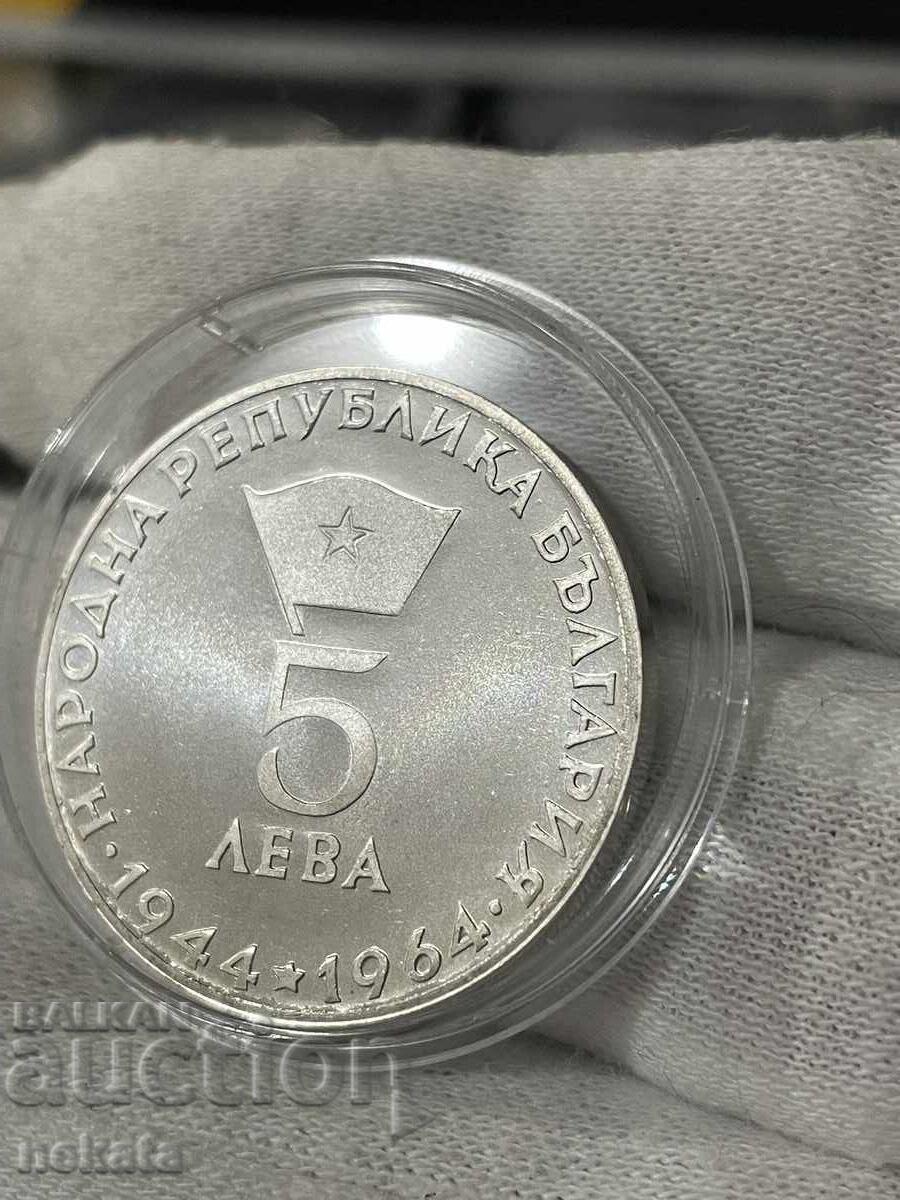 НАРОДНА РЕПУБЛИКА БЪЛГАРИЯ
5
ЛЕВА
· 1944 ★ 1964 ·
BALKAN
auction
nekata